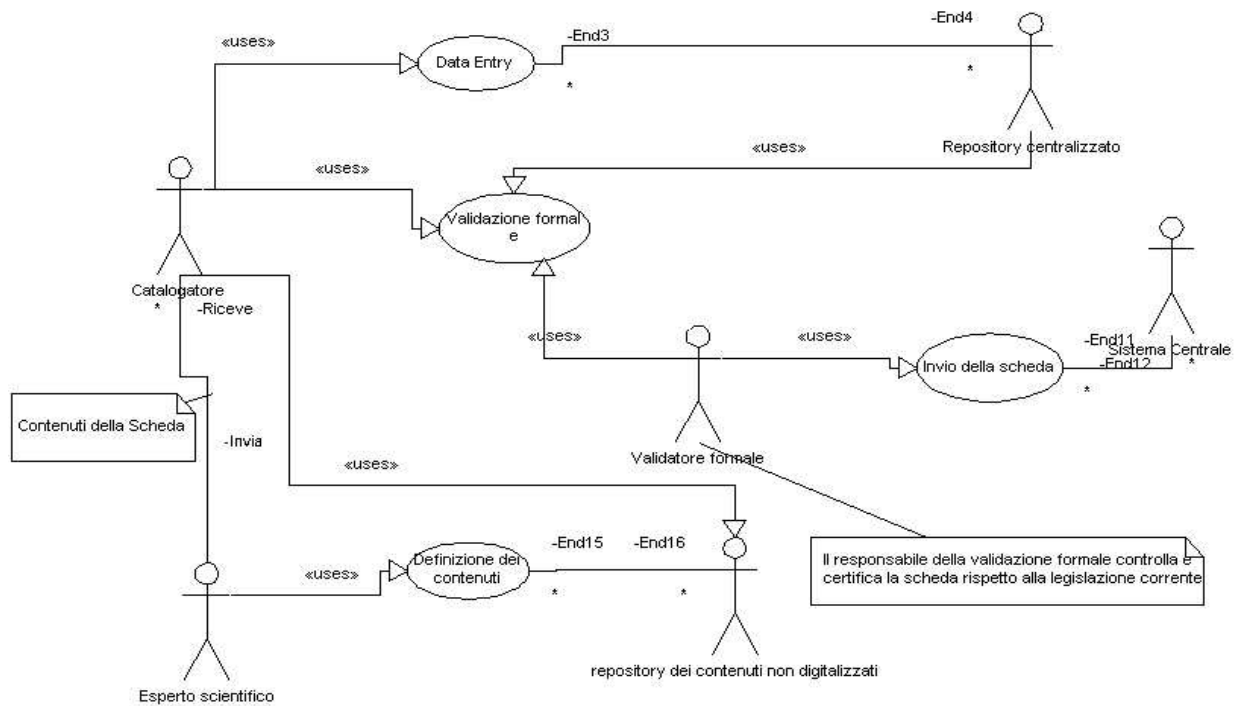 -End4
«uses»
-End3
Data Entry
*
*
Repository centralizzato
«uses»
«uses»
Validazione formal
e
Catalogatore
*
-Riceve
«uses»
«uses»
-End11
Sistema Centrale
-End12
*
Invio della scheda
*
Contenuti della Scheda
-Invia
Validatore formale
«uses»
Il responsabile della validazione formale controlla e
certifica la scheda rispetto alla legislazione corrente
Definizione dei
contenuti
-End15
-End16
«uses»
*
*
repository dei contenuti non digitalizzati
Esperto scientifico